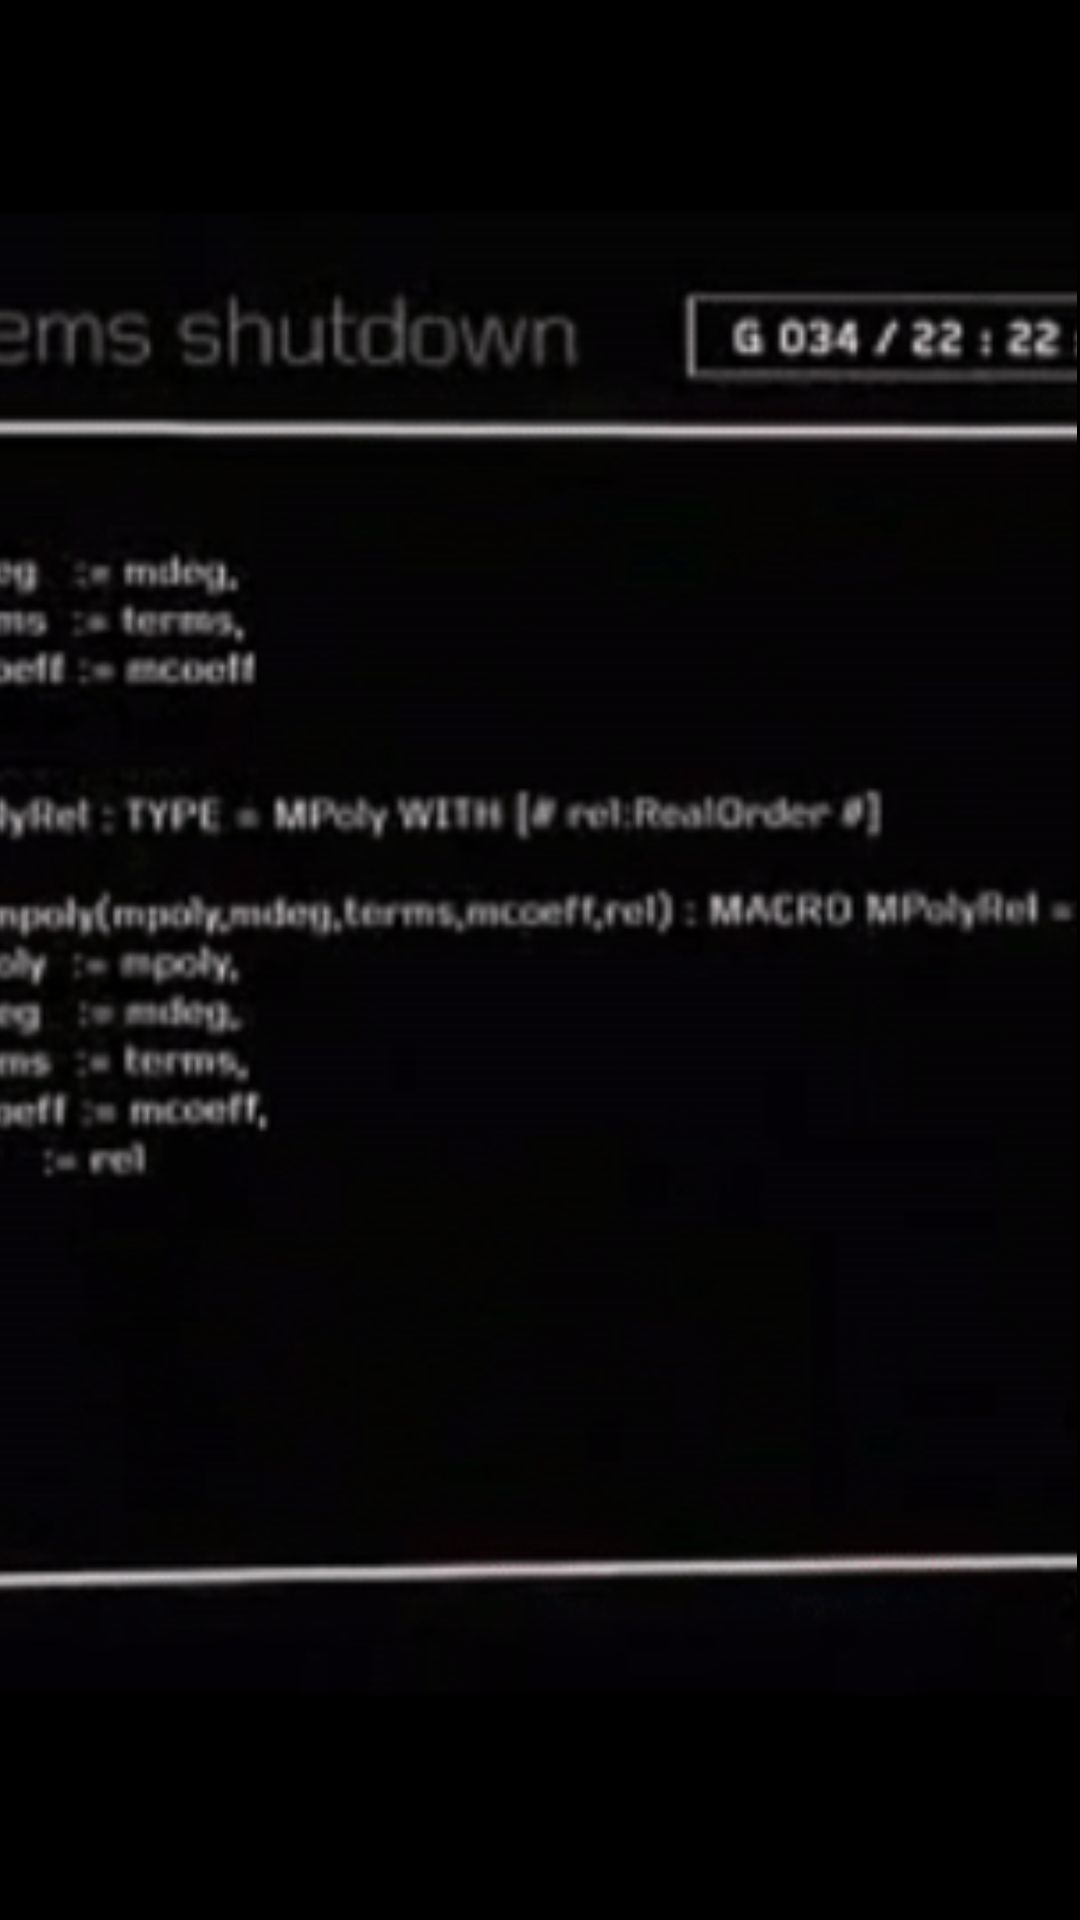 ems shutdown
G 034 / 22 : 22 :
eg := mdeg,
ms := terms,
oeff := mcoeff
lyRel : TYPE = MPoly WITH [# rel:RealOrder #]
mpoly(mpoly,mdeg,terms,mcoeff,rel) : MACRO MPolyRel =
oly := mpoly,
eg := mdeg,
ms := terms,
oeff := mcoeff,
:= rel